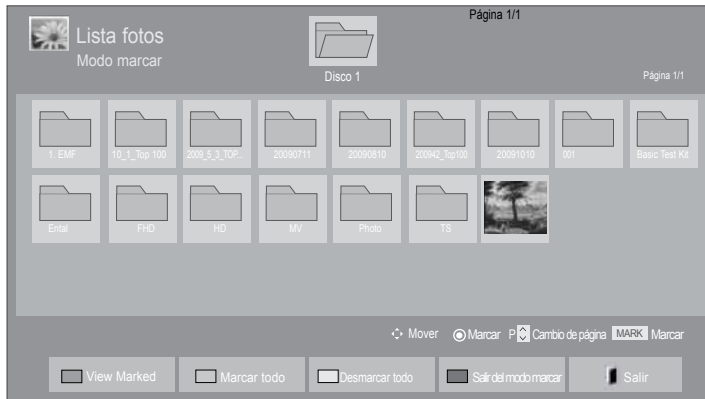 Página 1/1
Lista fotos
Modo marcar
Disco 1
Página 1/1
1. EMF
10_1_Top 100
2009_5_3_TOP...
20090711
20090810
200942_Top100
20091010
001
Basic Test Kit
Ental
FHD
HD
MV
Photo
TS
Mover
Marcar
P Cambio de página
MARK Marcar
View Marked
Marcar todo
Desmarcar todo
Salir del modo marcar
Salir